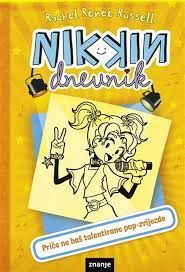 Rachel Renée Russell
NIKKIN
dnevnik
Priče ne baš talentirane pop-zvijezde
znanje